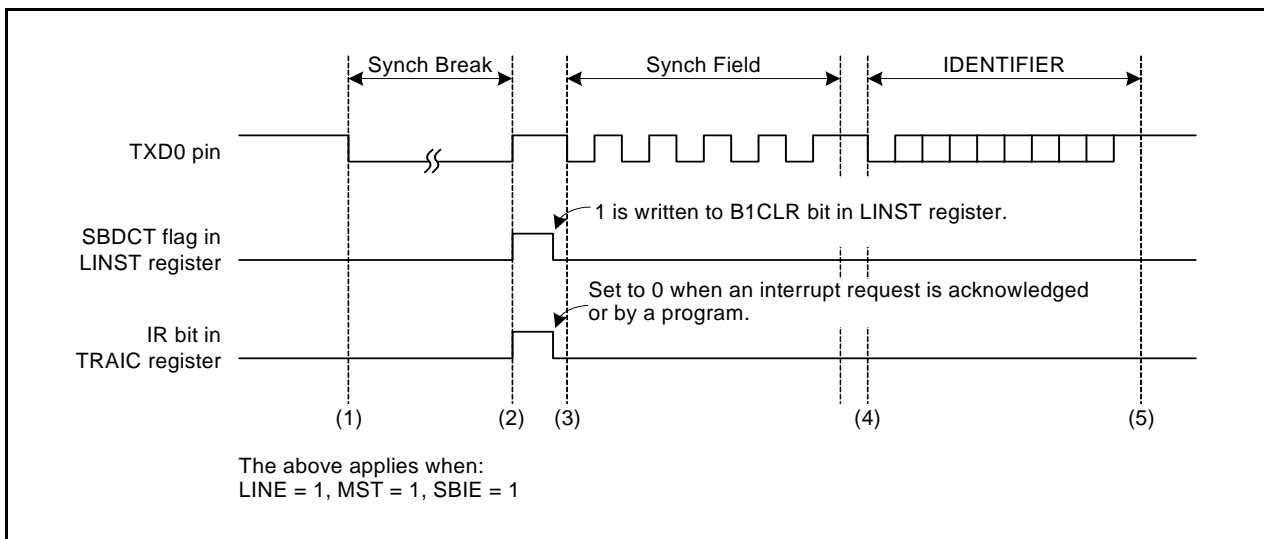 Synch Break
Synch Field
IDENTIFIER
TXD0 pin
1 is written to B1CLR bit in LINST register.
SBDCT flag in
LINST register
Set to 0 when an interrupt request is acknowledged
or by a program.
IR bit in
TRAIC register
(1)
(2)
(3)
(4)
(5)
The above applies when:
LINE = 1, MST = 1, SBIE = 1